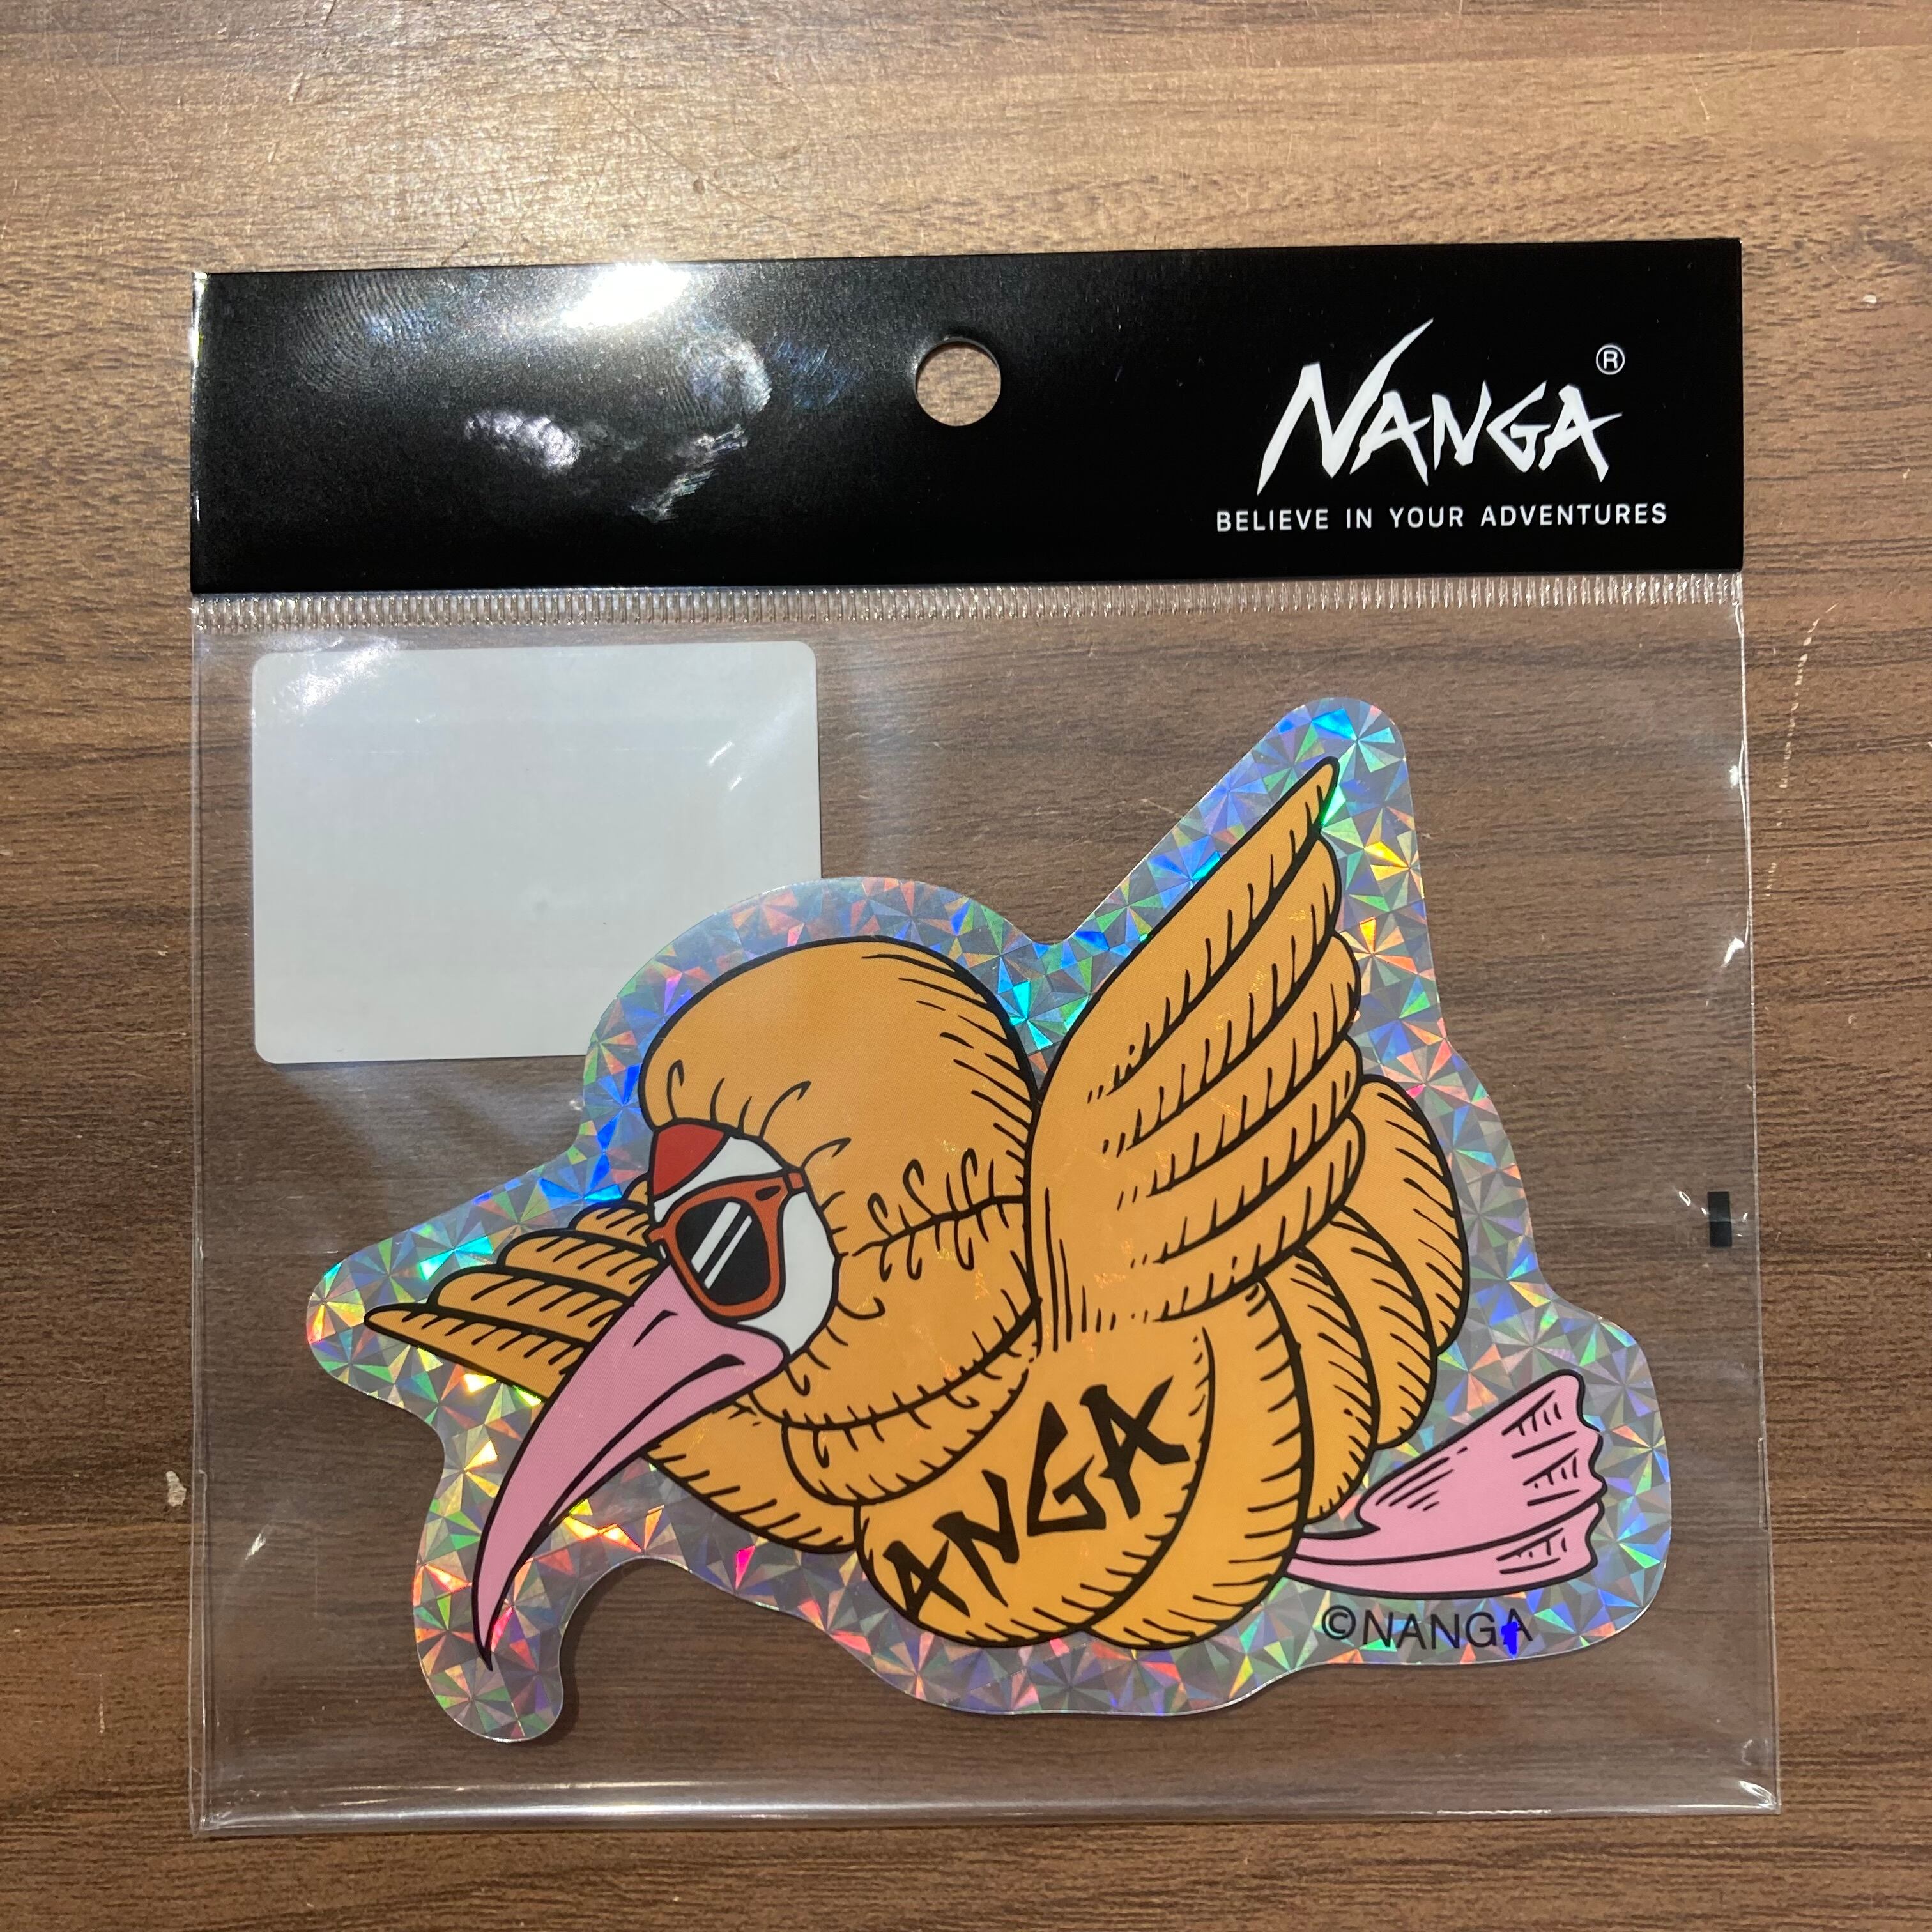 NANGA®
BELIEVE IN YOUR ADVENTURES
ANGA
©NANGA